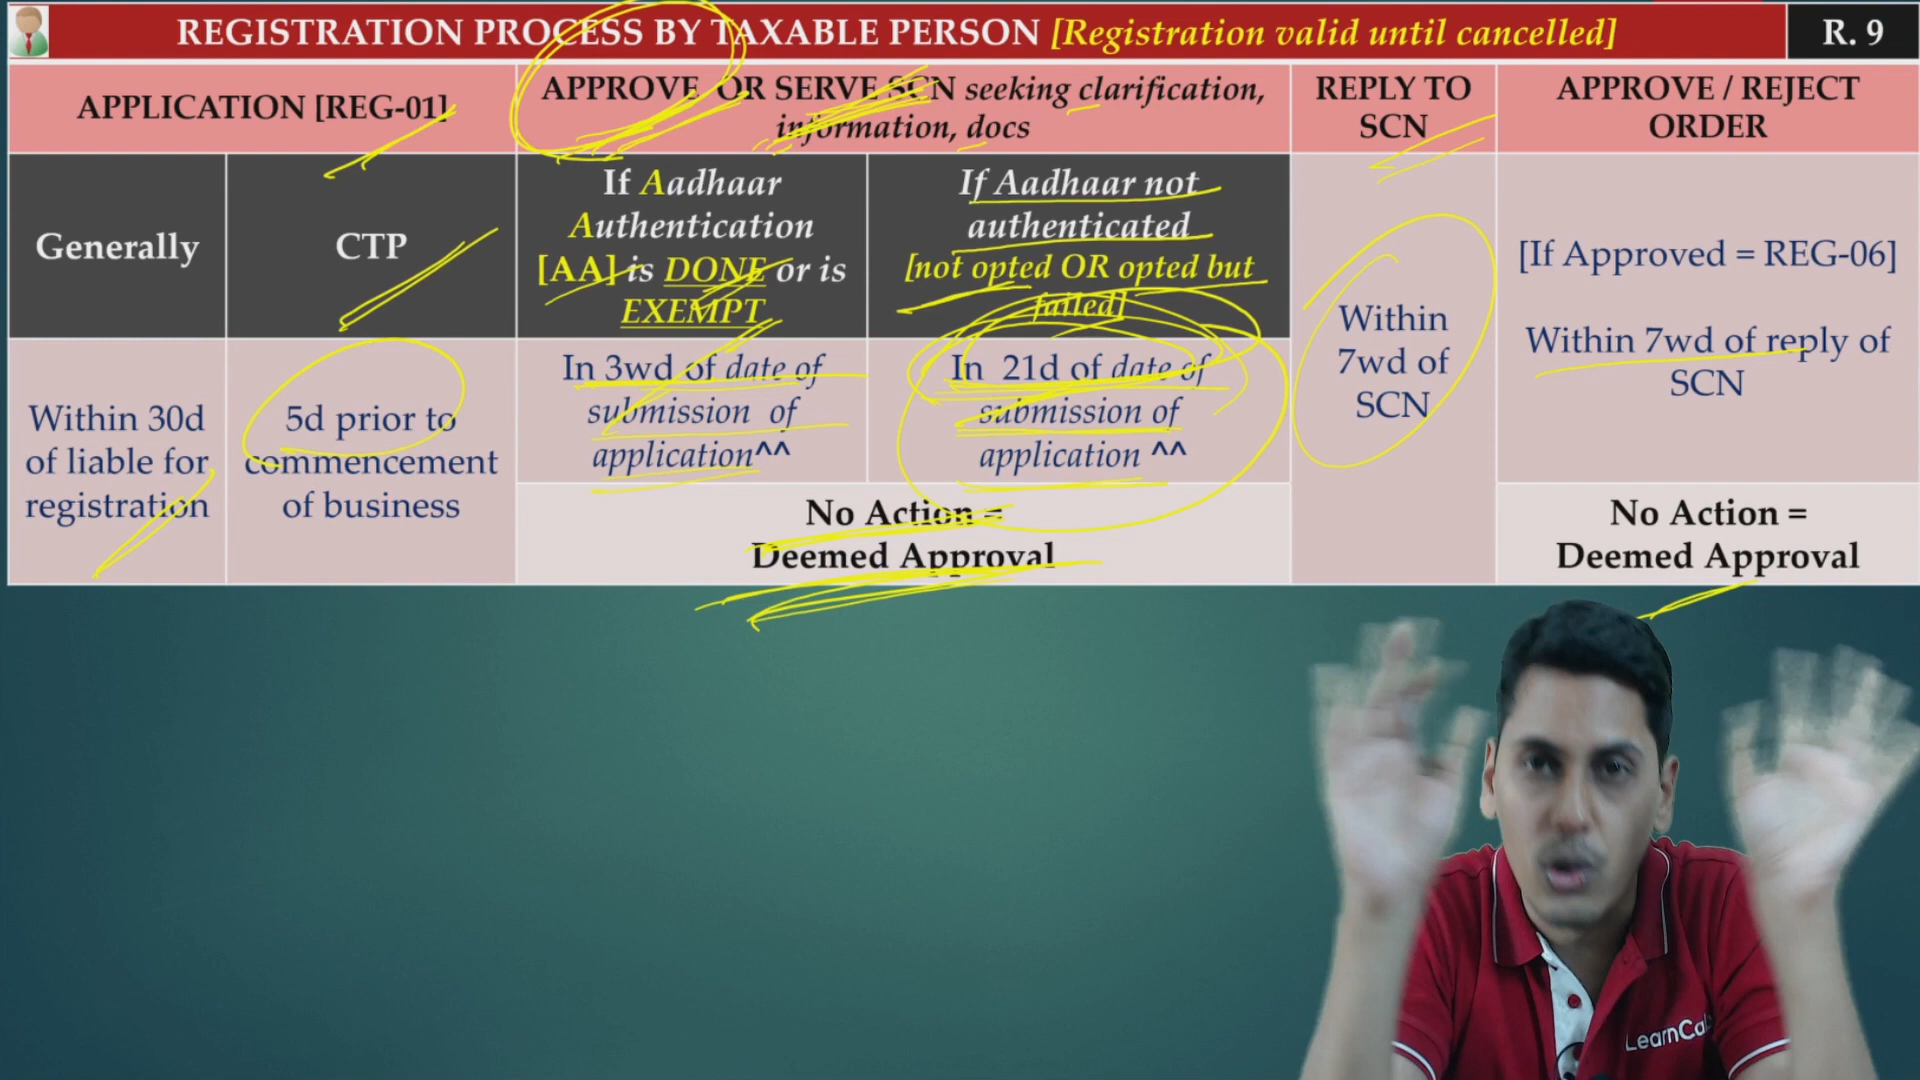 REGISTRATION PROCESS BY TAXABLE PERSON [Registration valid until cancelled]
R. 9
APPLICATION [REG-01]
APPROVE OR SERVE SCN seeking clarification,
information, docs
REPLY TO
SCN
APPROVE / REJECT
ORDER
Generally
CTP
If Aadhaar
Authentication
[AA] is DONE or is
EXEMPT
If Aadhaar not
authenticated
[not opted OR opted but
failed]
Within 30d
of liable for
registration
5d prior to
commencement
of business
In 3wd of date of
submission of
application^^
In 21d of date of
submission of
application ^^
No Action =
Deemed Approval
Within
7wd of
SCN
[If Approved = REG-06]
Within 7wd of reply of
SCN
No Action =
Deemed Approval